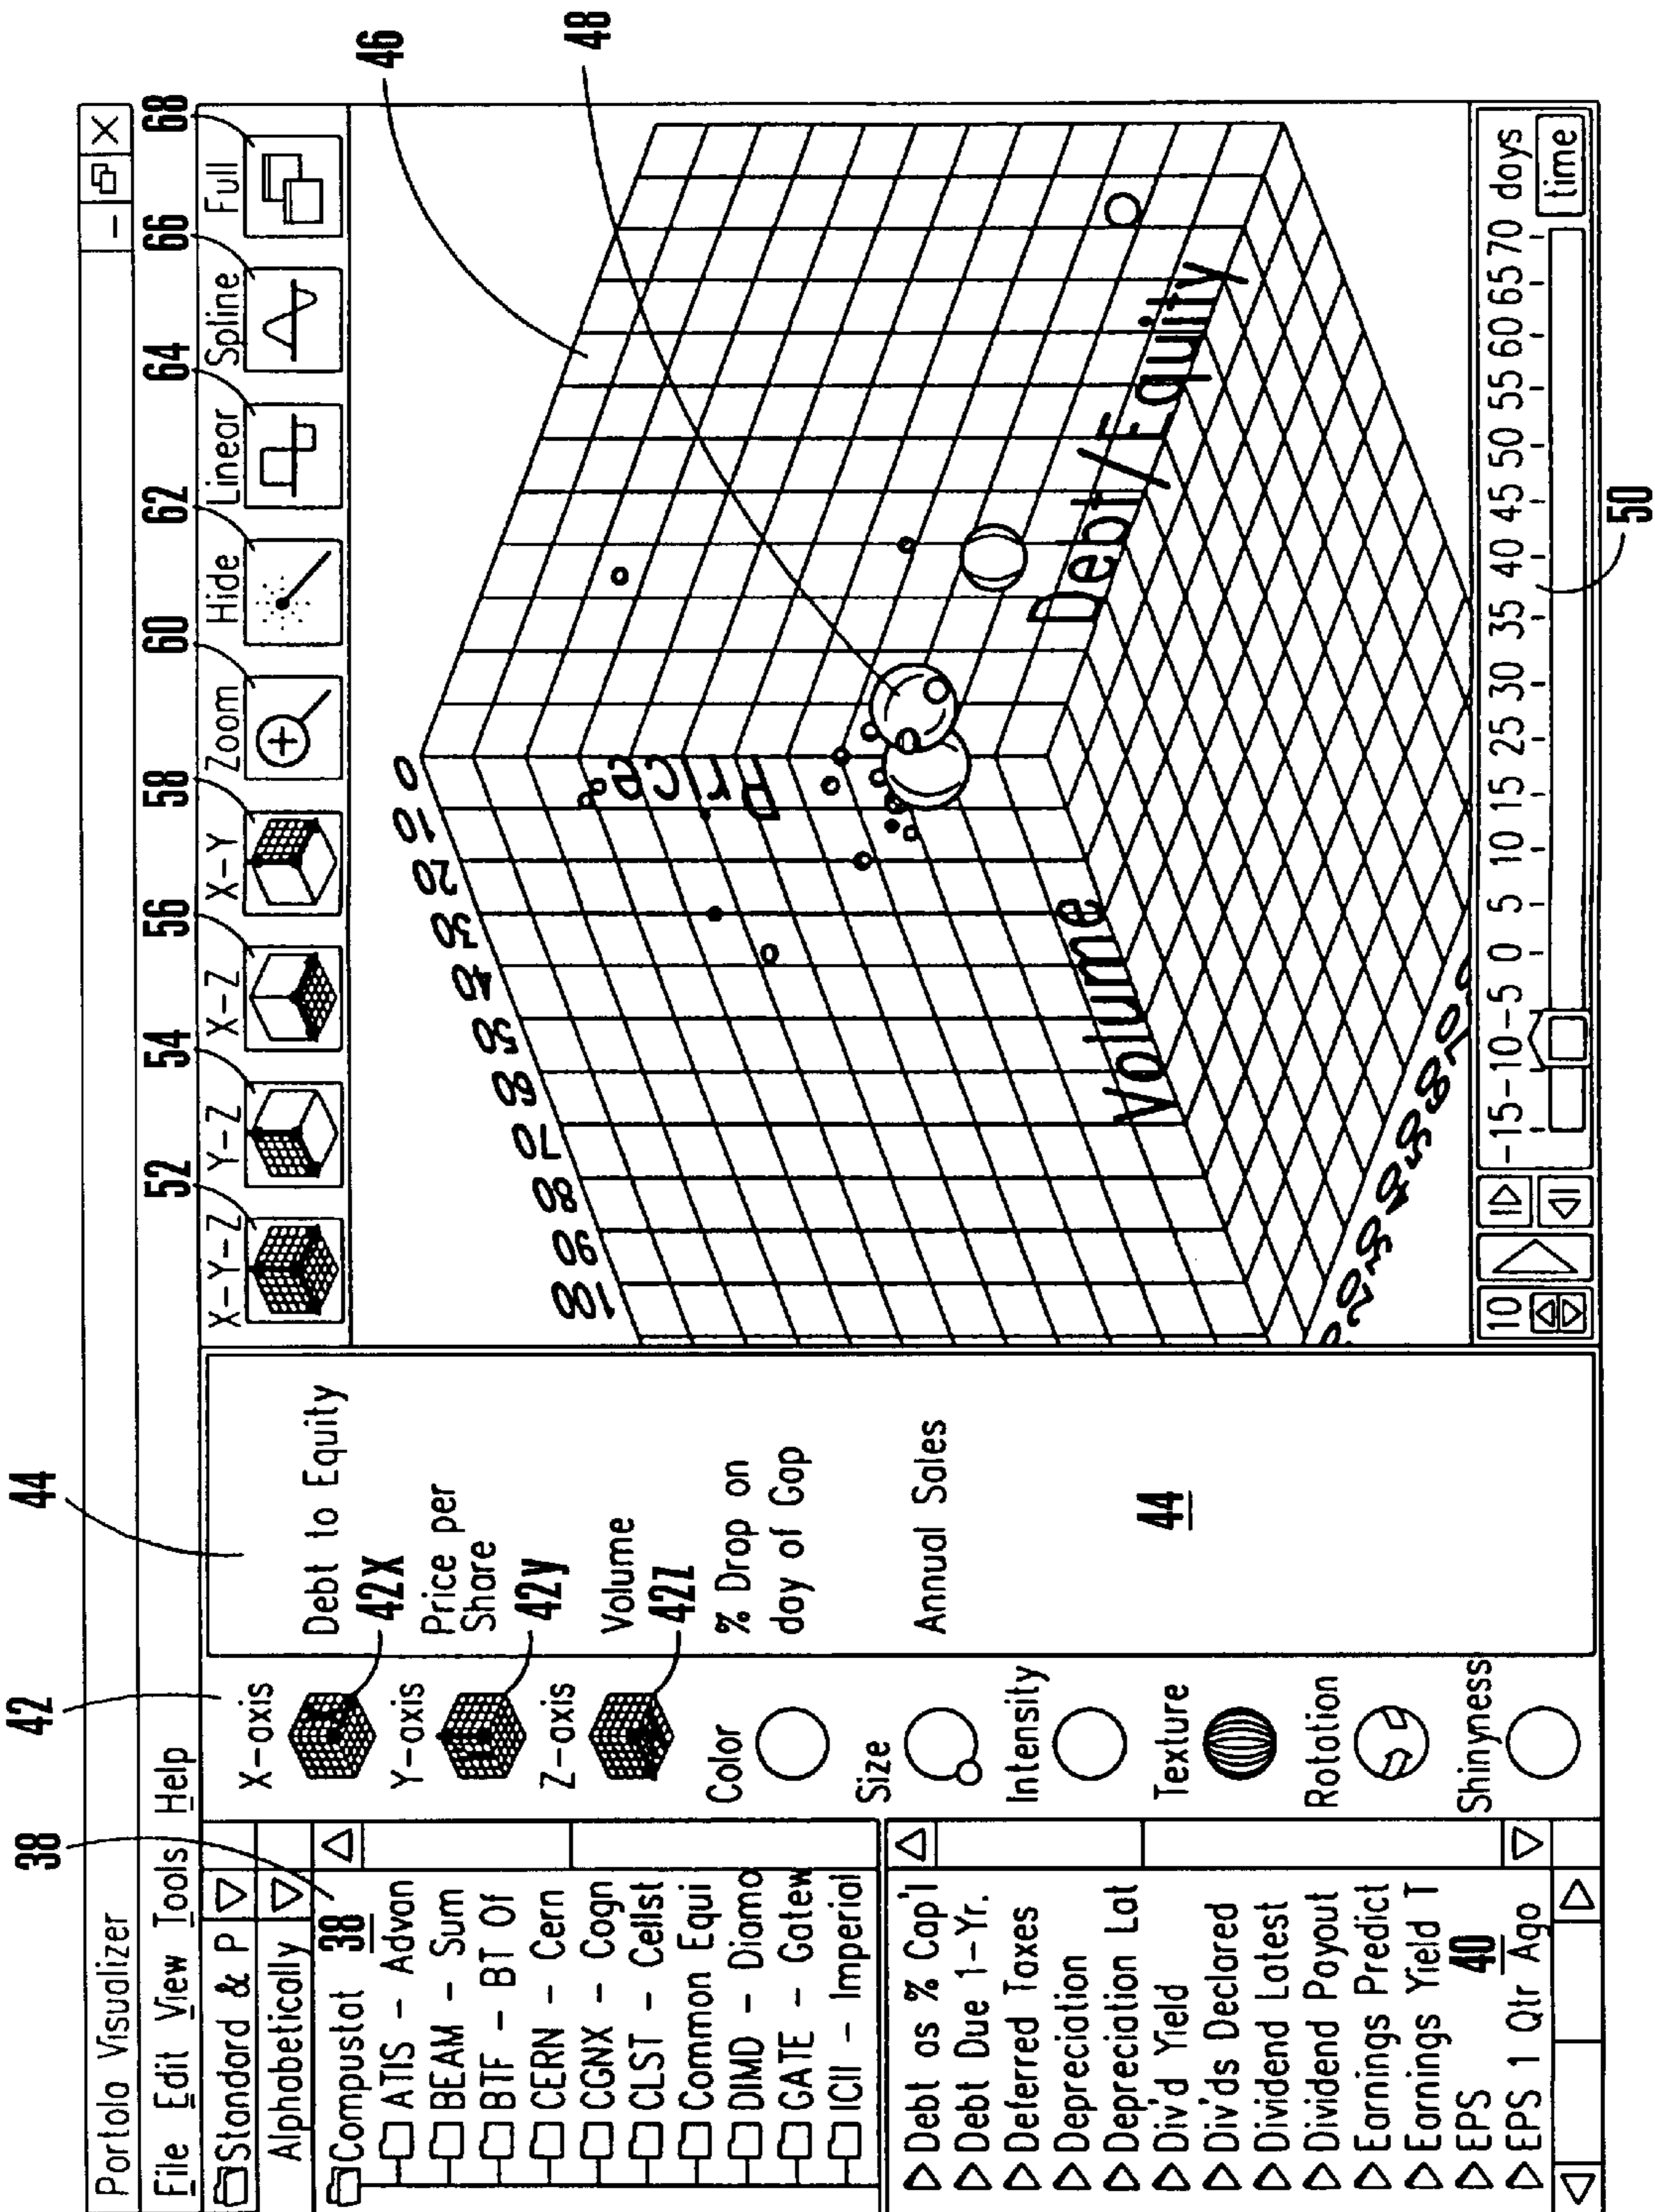 Portola Visualizer
File Edit View Tools Help
38
42
44
46
48
Standard & P
Alphabetically
Compustat
38
ATIS - Advan
BEAM - Sum
BTF - BT Of
CERN - Cern
CGNX - Cogn
CLST - Cellst
Common Equi
DIMD - Diamo
GATE - Gatew
ICII - Imperial
Debt as % Cap'l
Debt Due 1-Yr.
Deferred Taxes
Depreciation
Depreciation Lat
Div'd Yield
Div'ds Declared
Dividend Latest
Dividend Payout
Earnings Predict
Earnings Yield T
EPS
40
EPS 1 Qtr Ago
X-axis
42X
Debt to Equity
Y-axis
42y
Price per
Share
Z-axis
42Z
Volume
Color
% Drop on
day of Gap
Size
Annual Sales
Intensity
Texture
Rotation
Shinyness
44
52 54 56 58 60 62 64 66 68
X-Y-Z Y-Z X-Z X-Y Zoom Hide Linear Spline Full
100 90 80 70 60 50 40 30 20 10 0
Price
Volume
Debt/Equity
20 30 40 50 60 70
10
-15 -10 -5 0 5 10 15 25 30 35 40 45 50 55 60 65 70 days
time
50